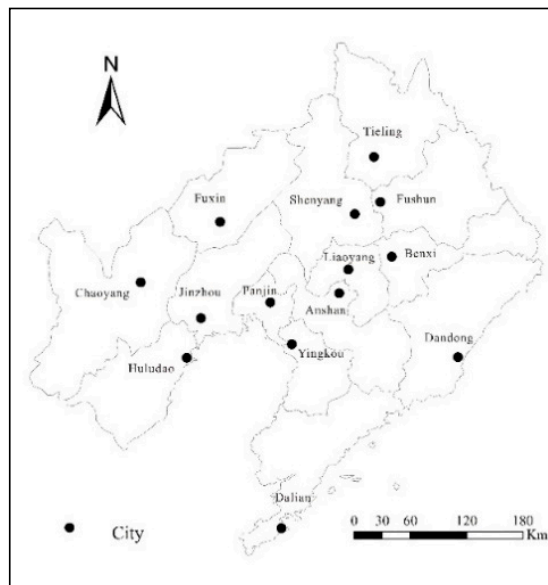 N
Tieling
Fuxin
Shenyang
Fushun
Liaoyang
Benxi
Chaoyang
Jinzhou
Panjin
Anshan
Huludao
Yingkou
Dandong
Dalian
City
0 30 60 120 180
Km